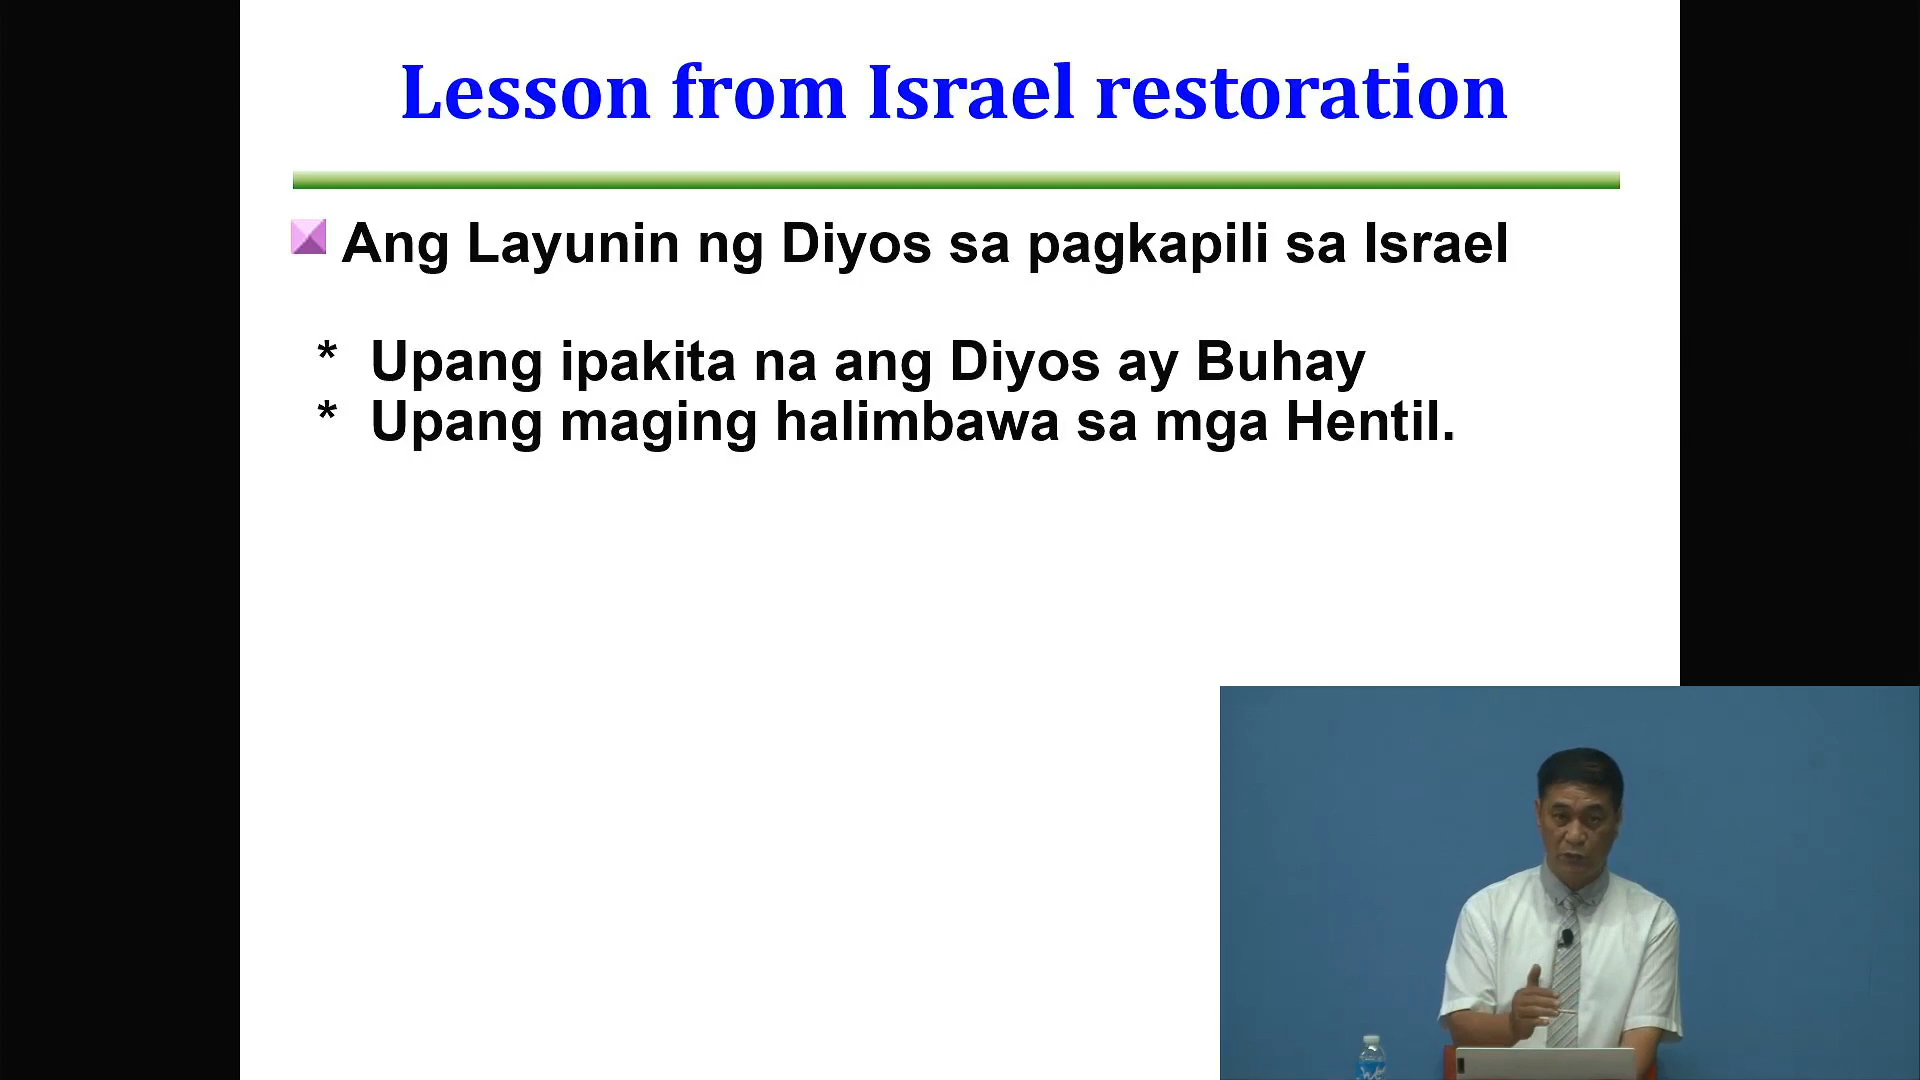 Lesson from Israel restoration
Ang Layunin ng Diyos sa pagkapili sa Israel
* Upang ipakita na ang Diyos ay Buhay
* Upang maging halimbawa sa mga Hentil.